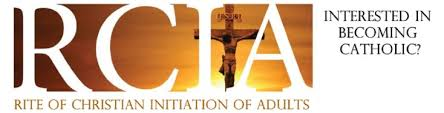 RCIA
RITE OF CHRISTIAN INITIATION OF ADULTS
INTERESTED IN
BECOMING
CATHOLIC?